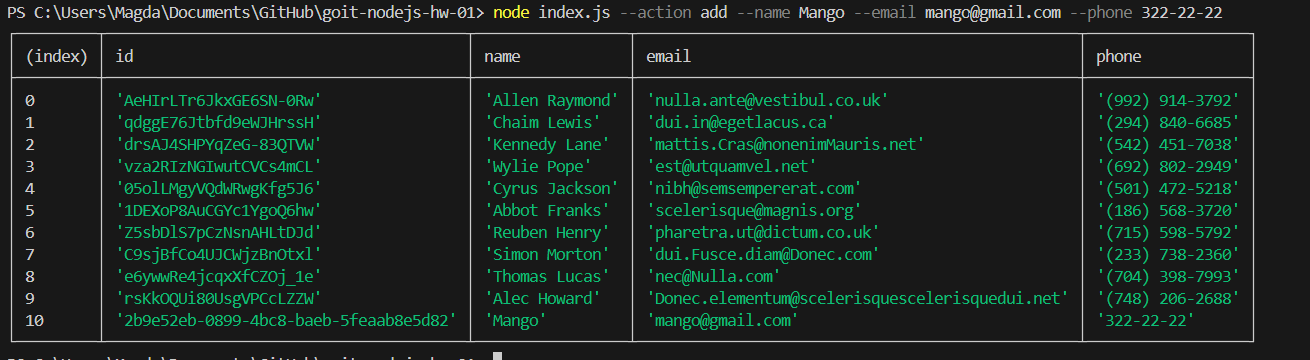 PS C:\Users\Magda\Documents\GitHub\goit-nodejs-hw-01> node index.js --action add --name Mango --email mango@gmail.com --phone 322-22-22
(index) id name email phone
0 'AeHIrLTr6JkxGE6SN-0Rw' 'Allen Raymond' 'nulla.ante@vestibul.co.uk' '(992) 914-3792'
1 'qdggE76Jtbfd9eWJHrssH' 'Chaim Lewis' 'dui.in@egetlacus.ca' '(294) 840-6685'
2 'drsAJ4SHPYqZeG-83QTVW' 'Kennedy Lane' 'mattis.Cras@nonenimMauris.net' '(542) 451-7038'
3 'vza2RIzNGIwutCVCs4mCL' 'Wylie Pope' 'est@utquamvel.net' '(692) 802-2949'
4 '05olLMgyVQdWRwgKfg5J6' 'Cyrus Jackson' 'nibh@semsempererat.com' '(501) 472-5218'
5 '1DEXoP8AuCGYc1YgoQ6hw' 'Abbot Franks' 'scelerisque@magnis.org' '(186) 568-3720'
6 'Z5sbDlS7pCzNsnAHLtDJd' 'Reuben Henry' 'pharetra.ut@dictum.co.uk' '(715) 598-5792'
7 'C9sjBfCo4UJCWjzBnOtxl' 'Simon Morton' 'dui.Fusce.diam@Donec.com' '(233) 738-2360'
8 'e6ywwRe4jcqxXfCZOj_1e' 'Thomas Lucas' 'nec@Nulla.com' '(704) 398-7993'
9 'rsKkOQUi80UsgVPCcLZZW' 'Alec Howard' 'Donec.elementum@scelerisquescelerisquedui.net' '(748) 206-2688'
10 '2b9e52eb-0899-4bc8-baeb-5feaab8e5d82' 'Mango' 'mango@gmail.com' '322-22-22'